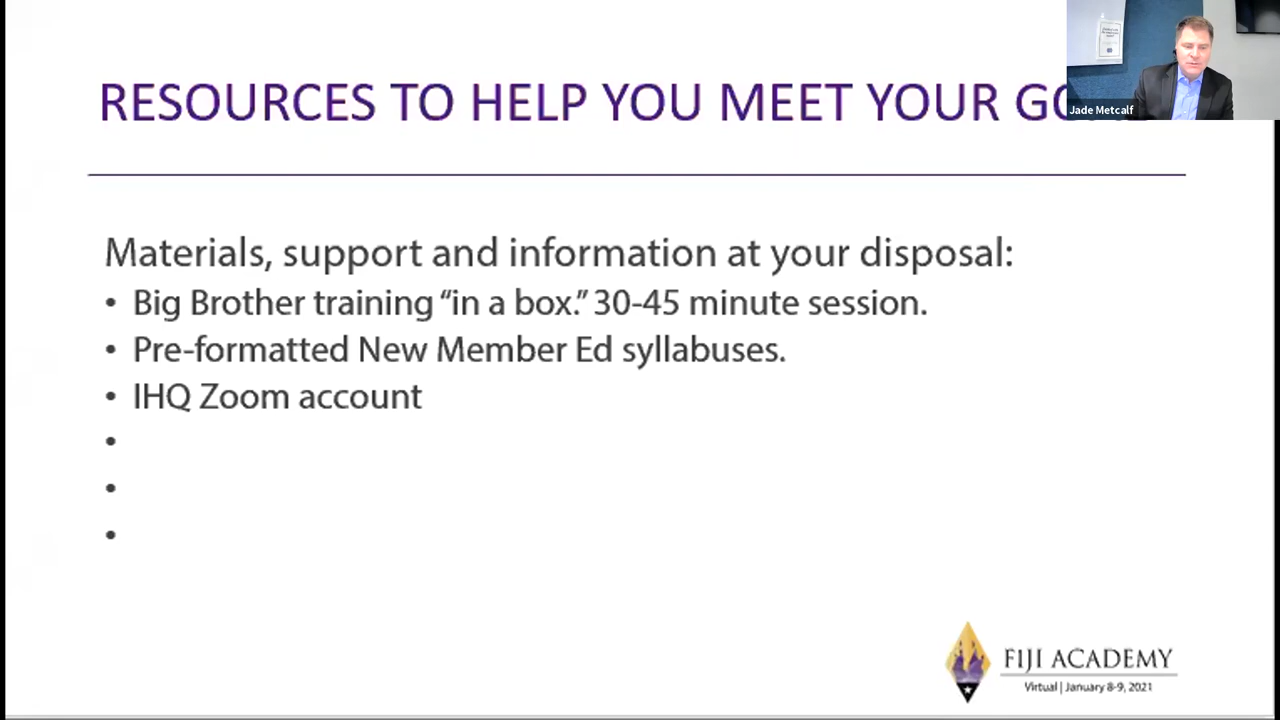 RESOURCES TO HELP YOU MEET YOUR
Jade Metcalf
Materials, support and information at your disposal:
• Big Brother training “in a box.” 30-45 minute session.
• Pre-formatted New Member Ed syllabuses.
• IHQ Zoom account
•
•
•
FIJI ACADEMY
Virtual | January 8-9, 2021